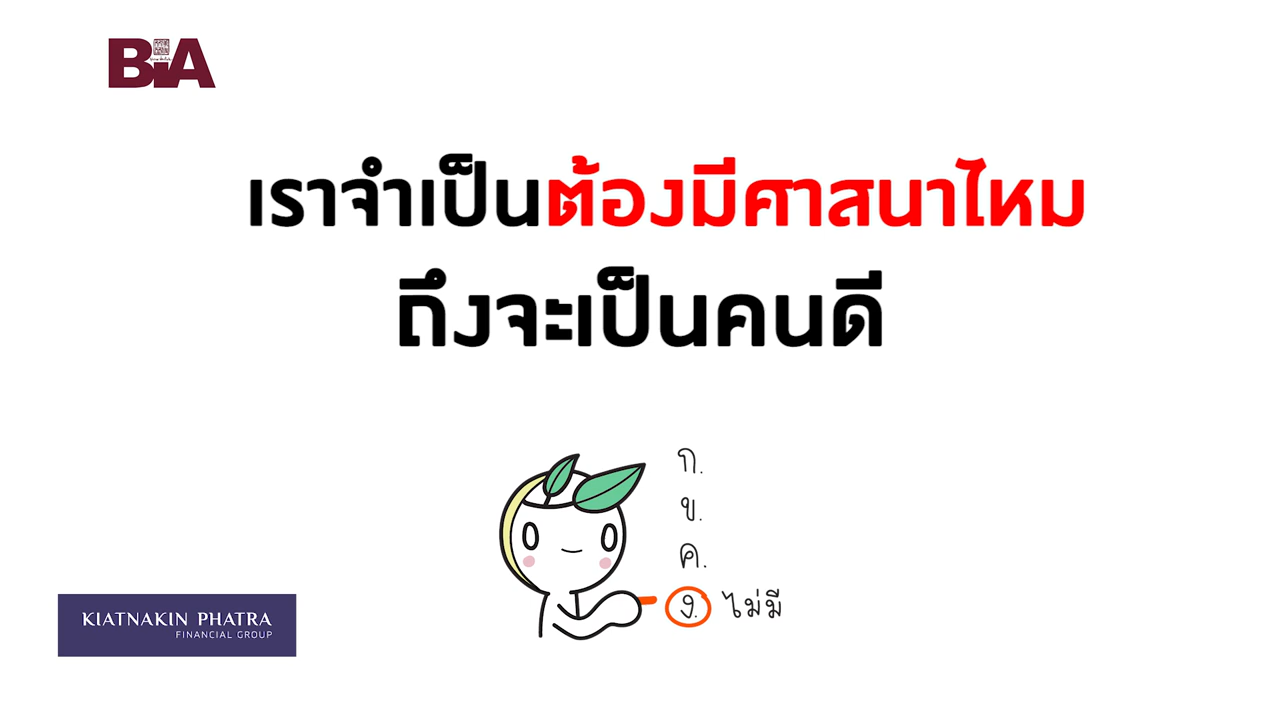 BiA
เราจำเป็นต้องมีศาสนาไหม
ถึงจะเป็นคนดี
ก.
ข.
ค.
ง. ไม่มี
KIATNAKIN PHATRA
FINANCIAL GROUP